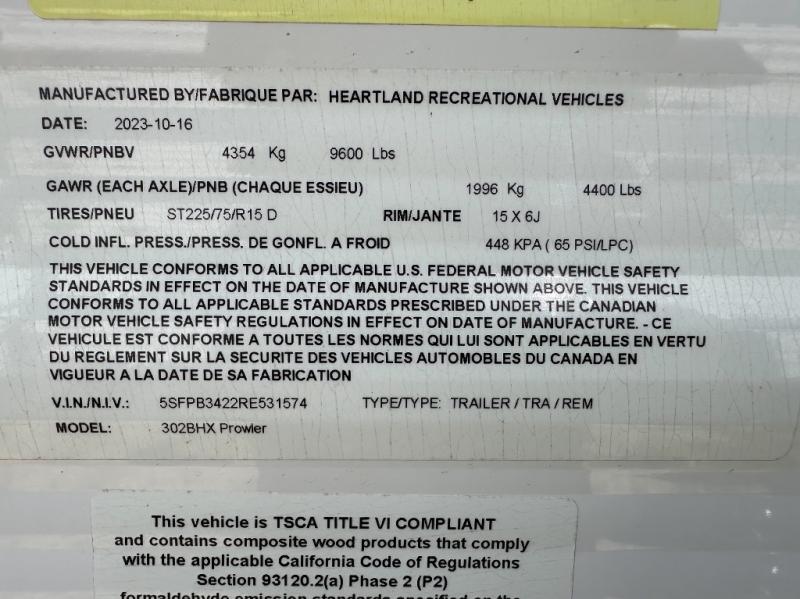 MANUFACTURED BY/FABRIQUE PAR: HEARTLAND RECREATIONAL VEHICLES
DATE: 2023-10-16
GVWR/PNBV 4354 Kg 9600 Lbs
GAWR (EACH AXLE)/PNB (CHAQUE ESSIEU) 1996 Kg 4400 Lbs
TIRES/PNEU ST225/75/R15 D RIM/JANTE 15 X 6J
COLD INFL. PRESS./PRESS. DE GONFL. A FROID 448 KPA ( 65 PSI/LPC)
THIS VEHICLE CONFORMS TO ALL APPLICABLE U.S. FEDERAL MOTOR VEHICLE SAFETY
STANDARDS IN EFFECT ON THE DATE OF MANUFACTURE SHOWN ABOVE. THIS VEHICLE
CONFORMS TO ALL APPLICABLE STANDARDS PRESCRIBED UNDER THE CANADIAN
MOTOR VEHICLE SAFETY REGULATIONS IN EFFECT ON DATE OF MANUFACTURE. - CE
VEHICULE EST CONFORME A TOUTES LES NORMES QUI LUI SONT APPLICABLES EN VERTU
DU REGLEMENT SUR LA SECURITE DES VEHICLES AUTOMOBLES DU CANADA EN
VIGUEUR A LA DATE DE SA FABRICATION
V.I.N./N.I.V.: 5SFPB3422RE531574 TYPE/TYPE: TRAILER / TRA / REM
MODEL: 302BHX Prowler
This vehicle is TSCA TITLE VI COMPLIANT
and contains composite wood products that comply
with the applicable California Code of Regulations
Section 93120.2(a) Phase 2 (P2)
formaldehyde emission standards specified on the